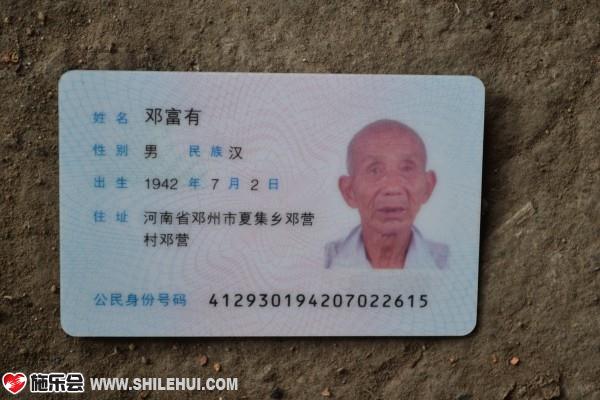 姓名 邓富有
性别 男 民族 汉
出生 1942 年 7 月 2 日
住址 河南省邓州市夏集乡邓营
村邓营
公民身份号码 412930194207022615
施乐会 WWW.SHILEHUI.COM